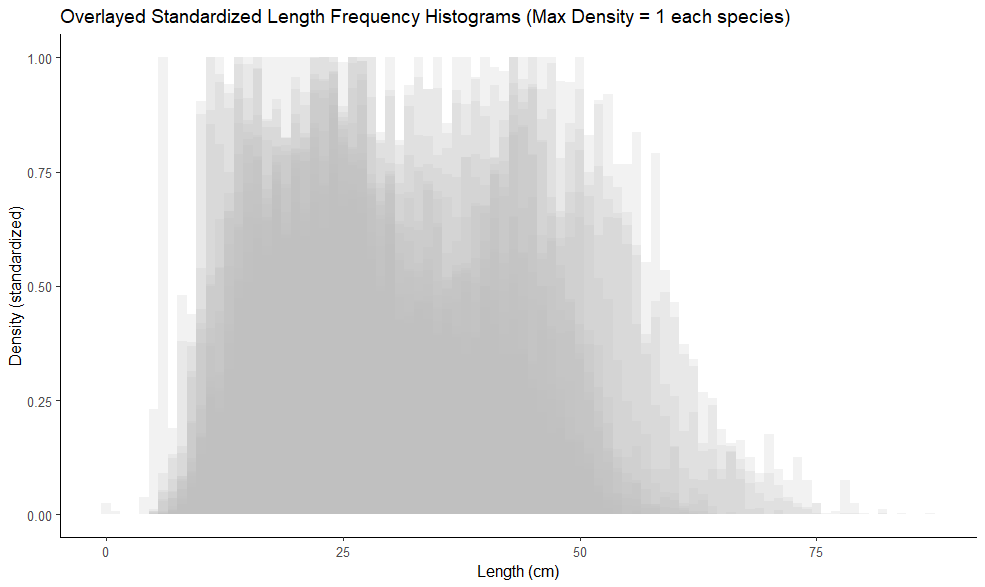 Overlayed Standardized Length Frequency Histograms (Max Density = 1 each species)
1.00
0.75
0.50
0.25
0.00
Density (standardized)
0 25 50 75
Length (cm)